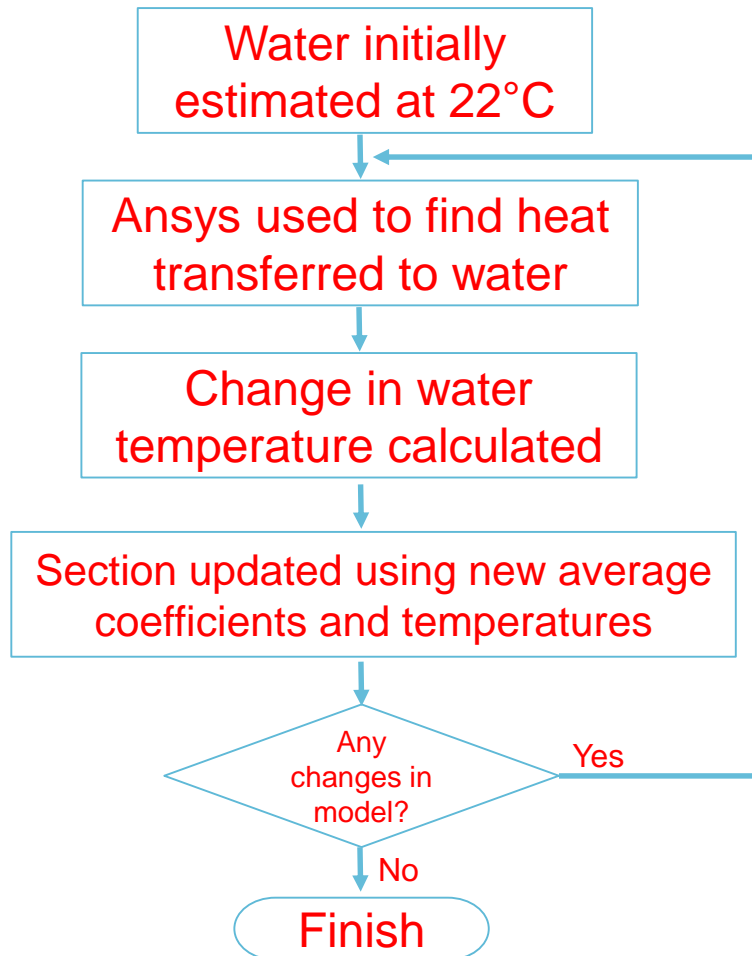 Water initially
estimated at 22°C
Ansys used to find heat
transferred to water
Change in water
temperature calculated
Section updated using new average
coefficients and temperatures
Any
changes in
model?
Yes
No
Finish